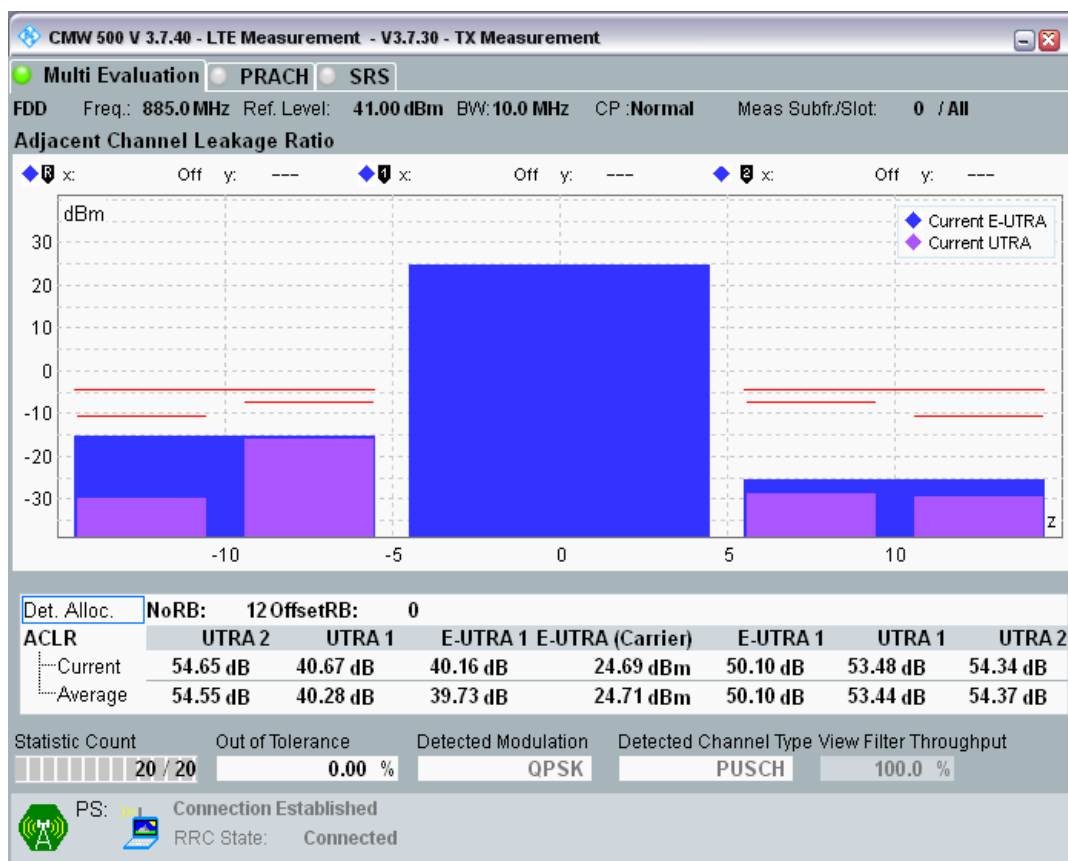 CMW 500 V 3.7.40 - LTE Measurement - V3.7.30 - TX Measurement
Multi Evaluation PRACH SRS
FDD Freq.: 885.0 MHz Ref. Level: 41.00 dBm BW: 10.0 MHz CP :Normal Meas Subfr./Slot: 0 / All
Adjacent Channel Leakage Ratio
R x: Off y: --- 1 x: Off y: --- 2 x: Off y: ---
dBm
Current E-UTRA
Current UTRA
30
20
10
0
-10
-20
-30
z
-10 -5 0 5 10
Det. Alloc. NoRB: 12 OffsetRB: 0
ACLR UTRA 2 UTRA 1 E-UTRA 1 E-UTRA (Carrier) E-UTRA 1 UTRA 1 UTRA 2
Current 54.65 dB 40.67 dB 40.16 dB 24.69 dBm 50.10 dB 53.48 dB 54.34 dB
Average 54.55 dB 40.28 dB 39.73 dB 24.71 dBm 50.10 dB 53.44 dB 54.37 dB
Statistic Count Out of Tolerance Detected Modulation Detected Channel Type View Filter Throughput
20 / 20 0.00 % QPSK PUSCH 100.0 %
PS: Connection Established
RRC State: Connected